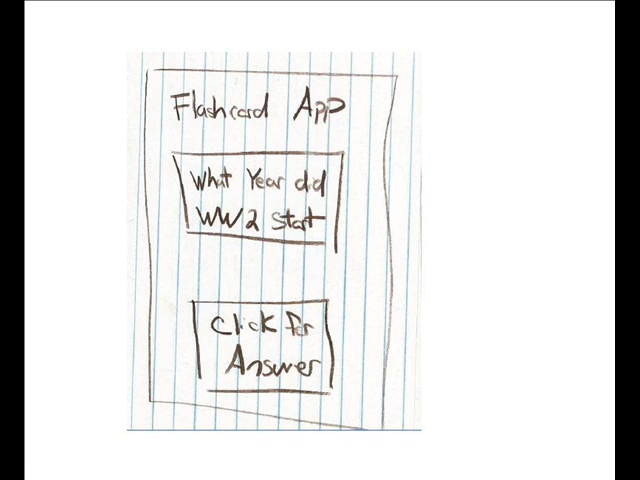 Flashcard App
What Year did
WW2 Start
Click for
Answer